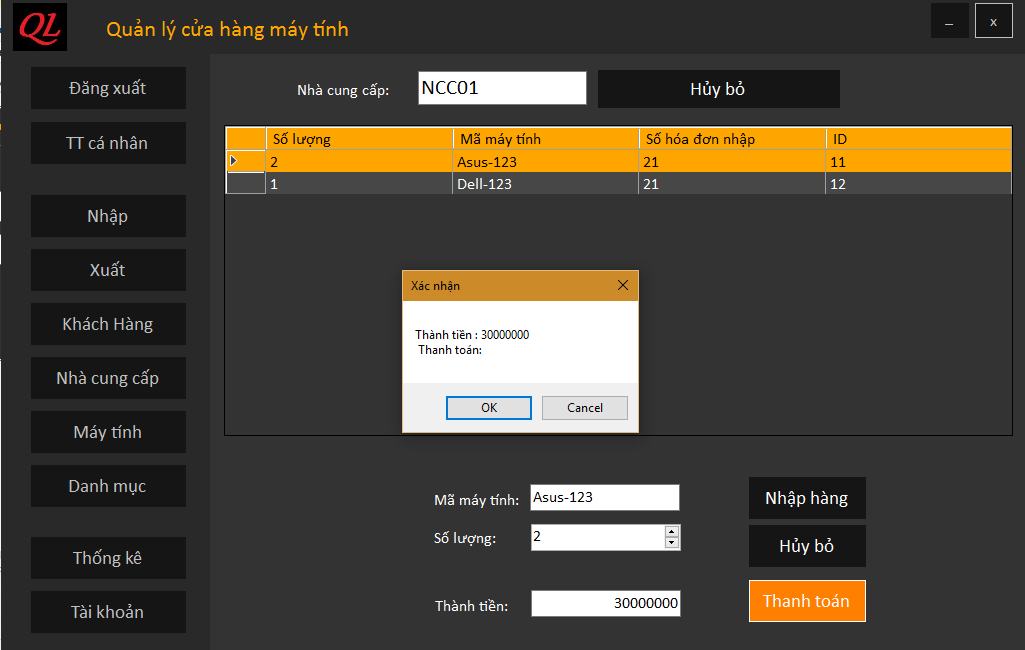 QL
Quản lý cửa hàng máy tính
_
x
Đăng xuất
TT cá nhân
Nhập
Xuất
Khách Hàng
Nhà cung cấp
Máy tính
Danh mục
Thống kê
Tài khoản
Nhà cung cấp: NCC01 Hủy bỏ
Số lượng Mã máy tính Số hóa đơn nhập ID
2 Asus-123 21 11
1 Dell-123 21 12
Xác nhận
Thành tiền : 30000000
Thanh toán:
OK Cancel
Mã máy tính: Asus-123 Nhập hàng
Số lượng: 2 Hủy bỏ
Thành tiền: 30000000 Thanh toán